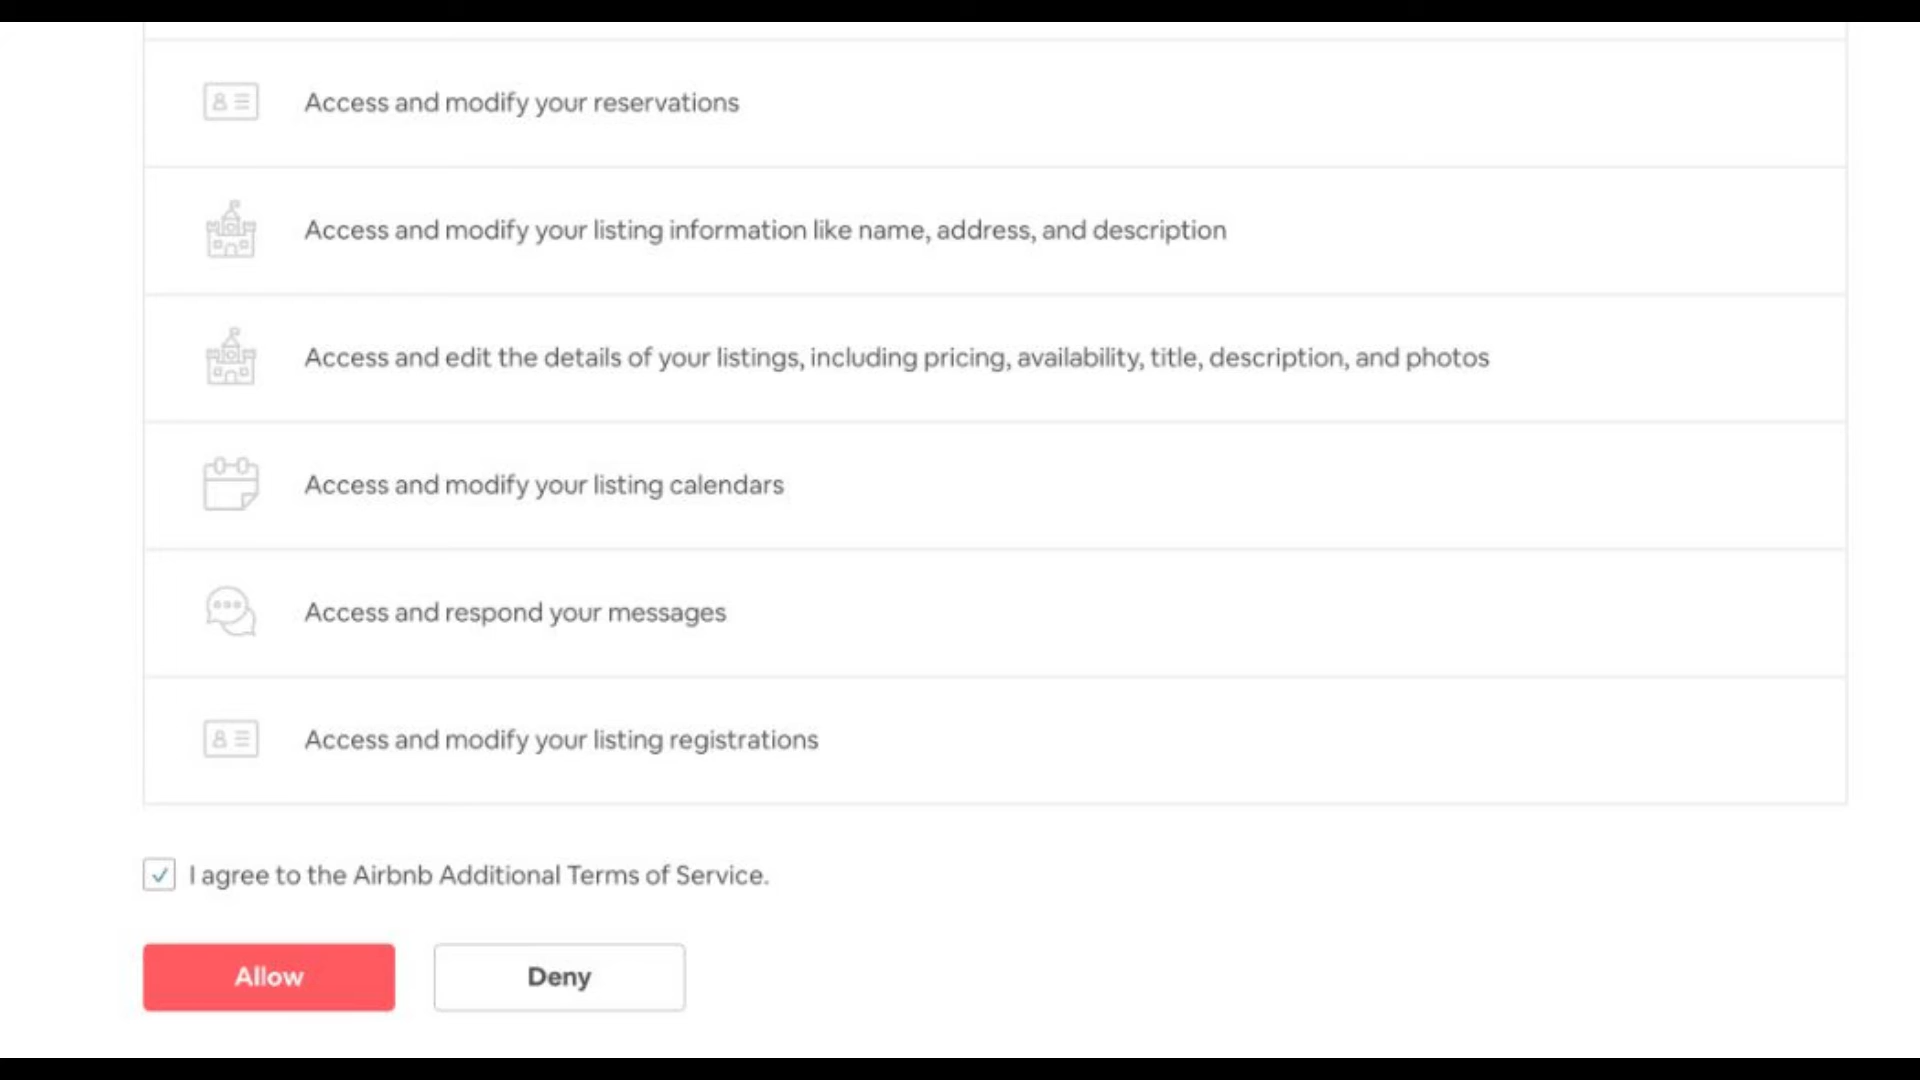 Access and modify your reservations
Access and modify your listing information like name, address, and description
Access and edit the details of your listings, including pricing, availability, title, description, and photos
Access and modify your listing calendars
Access and respond your messages
Access and modify your listing registrations
I agree to the Airbnb Additional Terms of Service.
Allow
Deny